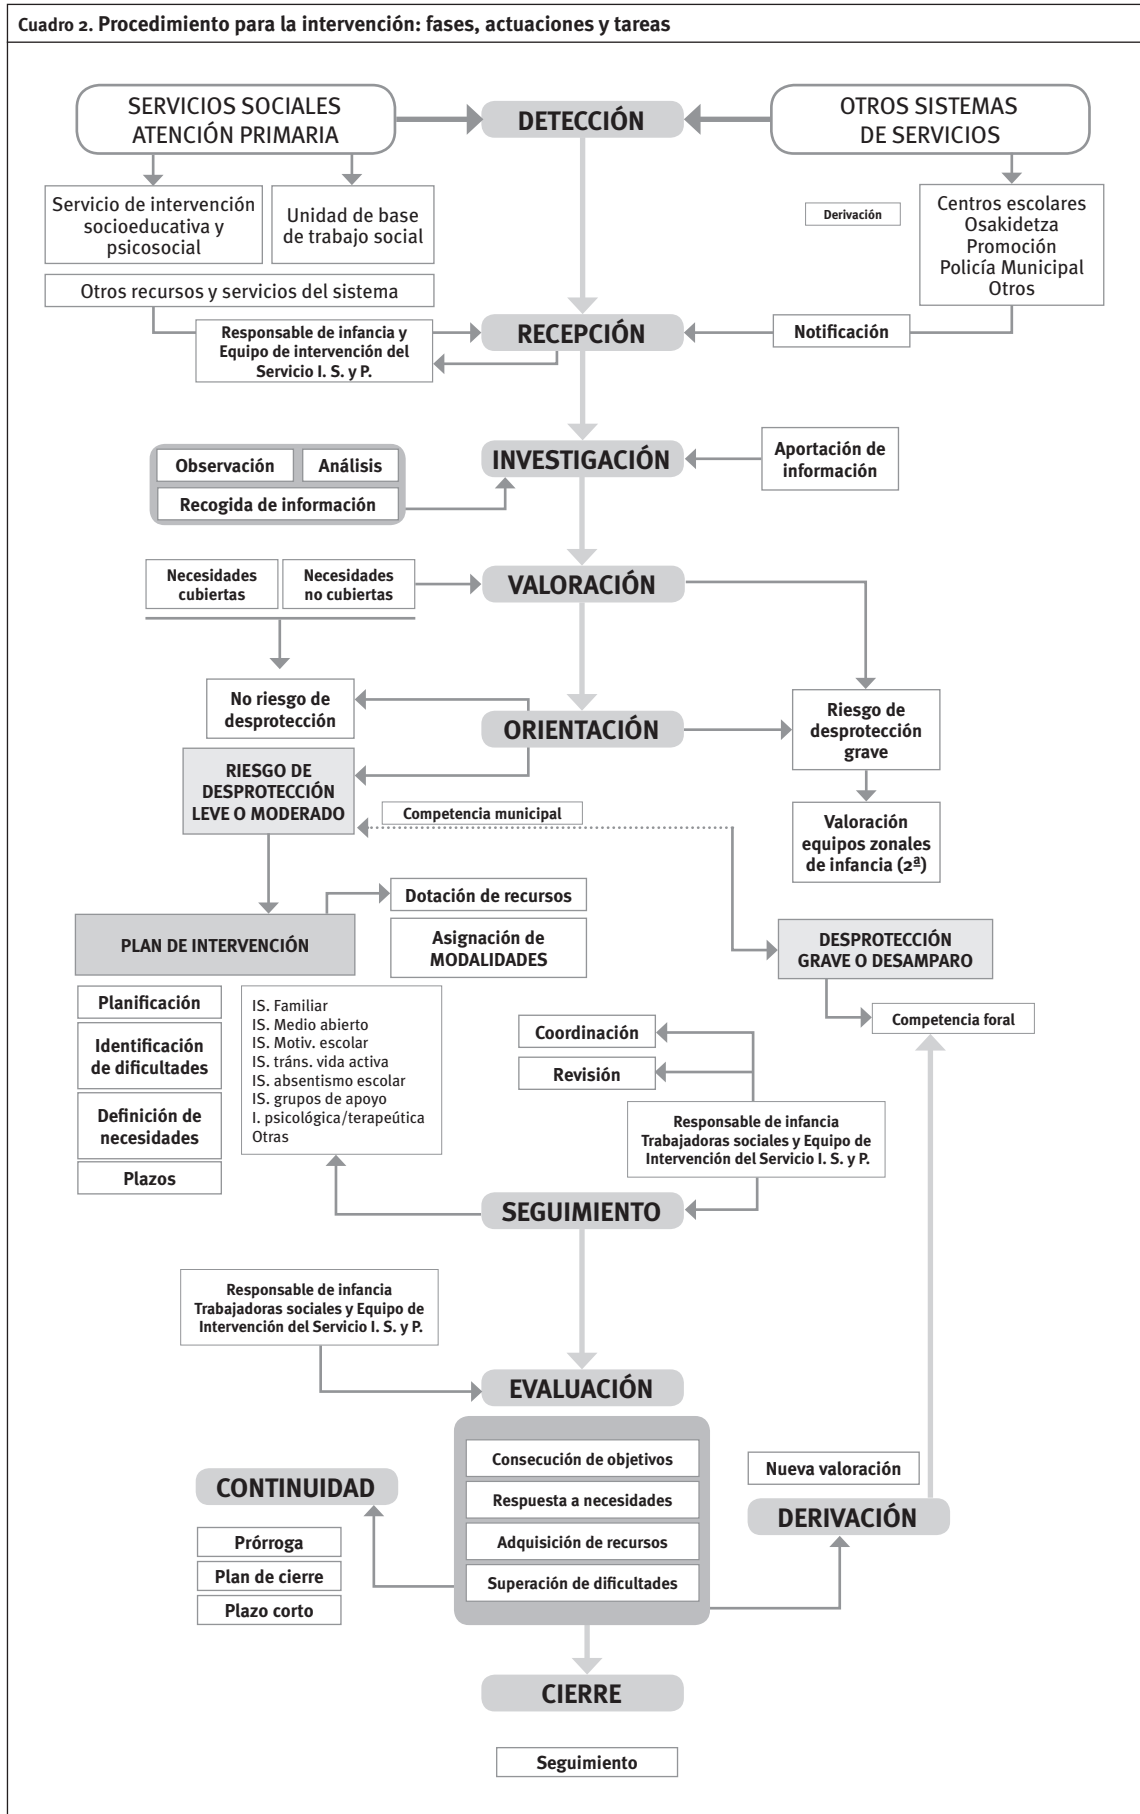 Cuadro 2. Procedimiento para la intervención: fases, actuaciones y tareas
SERVICIOS SOCIALES
ATENCIÓN PRIMARIA
DETECCIÓN
OTROS SISTEMAS
DE SERVICIOS
Servicio de intervención
socioeducativa y
psicosocial
Unidad de base
de trabajo social
Derivación
Centros escolares
Osakidetza
Promoción
Policía Municipal
Otros
Otros recursos y servicios del sistema
Responsable de infancia y
Equipo de intervención del
Servicio I. S. y P.
RECEPCIÓN
Notificación
Observación
Análisis
Recogida de información
INVESTIGACIÓN
Aportación de
información
Necesidades
cubiertas
Necesidades
no cubiertas
VALORACIÓN
No riesgo de
desprotección
ORIENTACIÓN
Riesgo de
desprotección
grave
RIESGO DE
DESPROTECCIÓN
LEVE O MODERADO
Competencia municipal
Valoración
equipos zonales
de infancia (2ª)
Dotación de recursos
PLAN DE INTERVENCIÓN
Asignación de
MODALIDADES
DESPROTECCIÓN
GRAVE O DESAMPARO
Planificación
Identificación
de dificultades
Definición de
necesidades
Plazos
IS. Familiar
IS. Medio abierto
IS. Motiv. escolar
IS. tráns. vida activa
IS. absentismo escolar
IS. grupos de apoyo
I. psicológica/terapeútica
Otras
Coordinación
Revisión
Competencia foral
Responsable de infancia
Trabajadoras sociales y Equipo de
Intervención del Servicio I. S. y P.
SEGUIMIENTO
Responsable de infancia
Trabajadoras sociales y Equipo de
Intervención del Servicio I. S. y P.
EVALUACIÓN
Consecución de objetivos
Respuesta a necesidades
Adquisición de recursos
Superación de dificultades
CONTINUIDAD
Prórroga
Plan de cierre
Plazo corto
Nueva valoración
DERIVACIÓN
CIERRE
Seguimiento